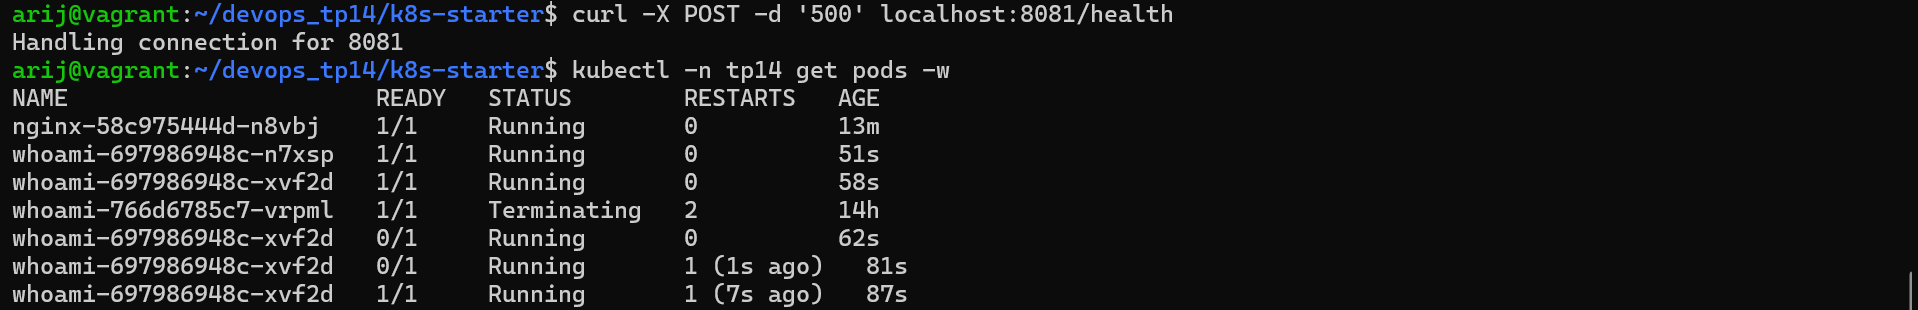 arij@vagrant:~/devops_tp14/k8s-starter$ curl -X POST -d '500' localhost:8081/health
Handling connection for 8081
arij@vagrant:~/devops_tp14/k8s-starter$ kubectl -n tp14 get pods -w
NAME                      READY   STATUS        RESTARTS   AGE
nginx-58c975444d-n8vbj    1/1     Running       0          13m
whoami-697986948c-n7xsp   1/1     Running       0          51s
whoami-697986948c-xvf2d   1/1     Running       0          58s
whoami-766d6785c7-vrpml   1/1     Terminating   2          14h
whoami-697986948c-xvf2d   0/1     Running       0          62s
whoami-697986948c-xvf2d   0/1     Running       1 (1s ago)   81s
whoami-697986948c-xvf2d   1/1     Running       1 (7s ago)   87s